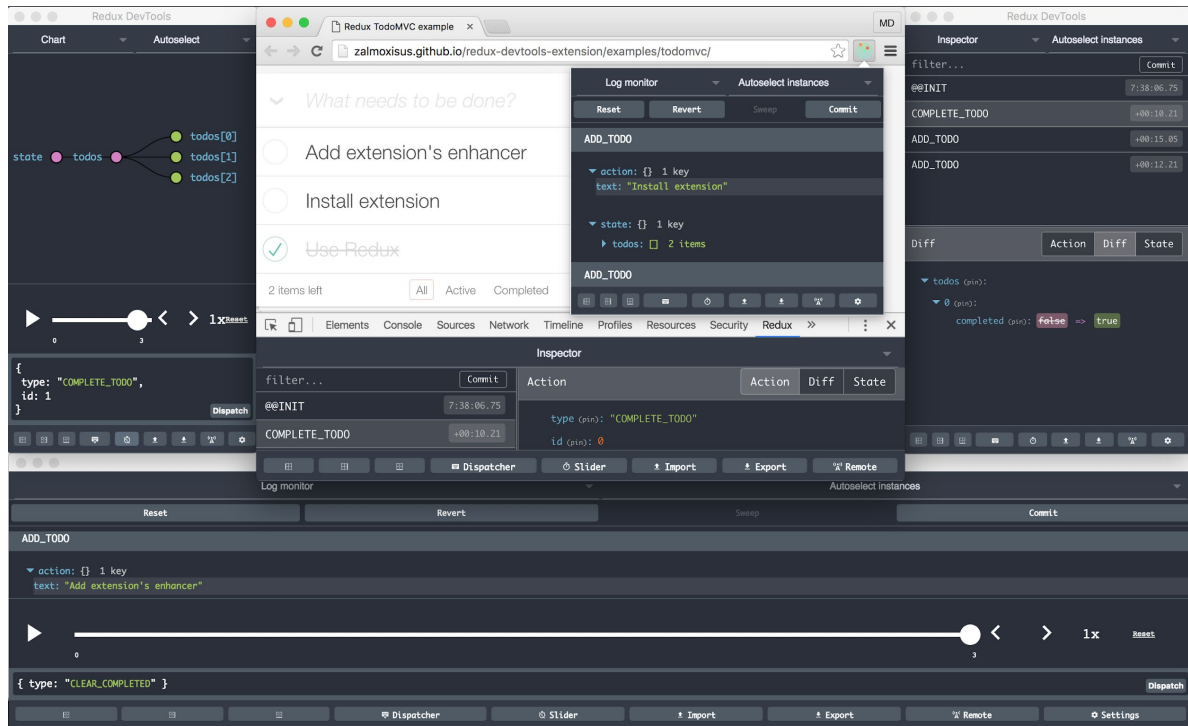 Redux DevTools
Chart
Autoselect
state
todos
todos[0]
todos[1]
todos[2]
1x
Reset
0
3
{
type: "COMPLETE_TODO",
id: 1
}
Dispatch
Redux TodoMVC example ×
MD
zalmoxisus.github.io/redux-devtools-extension/examples/todomvc/
What needs to be done?
Add extension's enhancer
Install extension
Use Redux
2 items left
All
Active
Completed
Log monitor
Autoselect instances
Reset
Revert
Sweep
Commit
ADD_TODO
action: {} 1 key
text: "Install extension"
state: {} 1 key
todos: [] 2 items
ADD_TODO
Elements Console Sources Network Timeline Profiles Resources Security Redux »
Inspector
filter...
Commit
@@INIT
7:38:06.75
COMPLETE_TODO
+00:10.21
Action
Action
Diff
State
type (pin): "COMPLETE_TODO"
id (pin): 0
Dispatcher
Slider
Import
Export
Remote
Redux DevTools
Inspector
Autoselect instances
filter...
Commit
@@INIT
7:38:06.75
COMPLETE_TODO
+00:10.21
ADD_TODO
+00:15.05
ADD_TODO
+00:12.21
Diff
Action
Diff
State
todos (pin):
0 (pin):
completed (pin): false => true
Log monitor
Autoselect instances
Reset
Revert
Sweep
Commit
ADD_TODO
action: {} 1 key
text: "Add extension's enhancer"
1x
Reset
0
3
{ type: "CLEAR_COMPLETED" }
Dispatch
Dispatcher
Slider
Import
Export
Remote
Settings